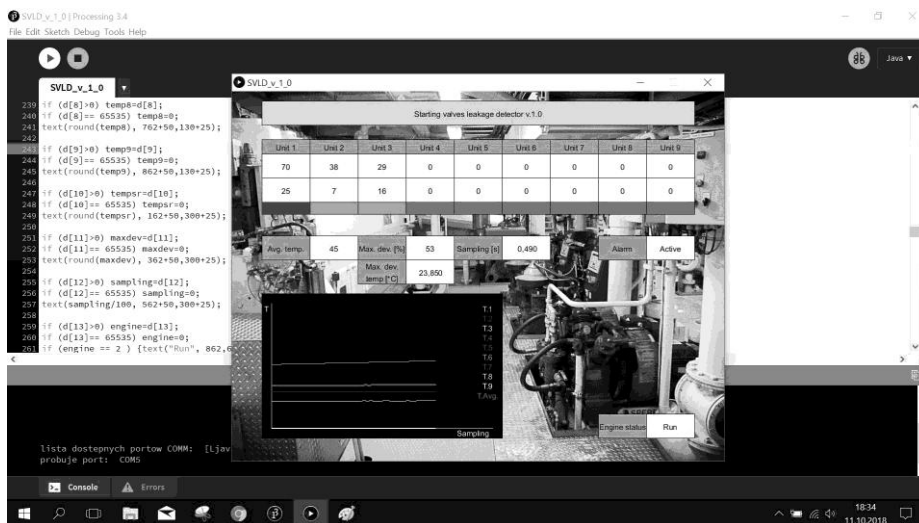 SVLD_v_1_0 | Processing 3.4
File Edit Sketch Debug Tools Help
Java
SVLD_v_1_0
239 if (d[8]>0) temp8=d[8];
240 if (d[8]== 65535) temp8=0;
241 text(round(temp8), 762+50,130+25);
242
243 if (d[9]>0) temp9=d[9];
244 if (d[9]== 65535) temp9=0;
245 text(round(temp9), 862+50,130+25);
246
247 if (d[10]>0) tempsr=d[10];
248 if (d[10]== 65535) tempsr=0;
249 text(round(tempsr), 162+50,300+25);
250
251 if (d[11]>0) maxdev=d[11];
252 if (d[11]== 65535) maxdev=0;
253 text(round(maxdev), 362+50,300+25);
254
255 if (d[12]>0) sampling=d[12];
256 if (d[12]== 65535) sampling=0;
257 text(sampling/100, 562+50,300+25);
258
259 if (d[13]>0) engine=d[13];
260 if (d[13]== 65535) engine=0;
261 if (engine == 2 ) {text("Run", 862,6
SVLD_v_1_0
Starting valves leakage detector v.1.0
Unit 1 Unit 2 Unit 3 Unit 4 Unit 5 Unit 6 Unit 7 Unit 8 Unit 9
70 38 29 0 0 0 0 0 0
25 7 16 0 0 0 0 0 0
Avg. temp. 45 Max. dev. [%] 53 Sampling [s] 0,490 Alarm Active
Max. dev.
temp [°C] 23,850
T
T.1
T.2
T.3
T.4
T.5
T.6
T.7
T.8
T.9
T.Avg.
Sampling
Engine status Run
lista dostepnych portow COMM: [Ljav
probuje port: COM5
Console Errors
18:34
11.10.2018